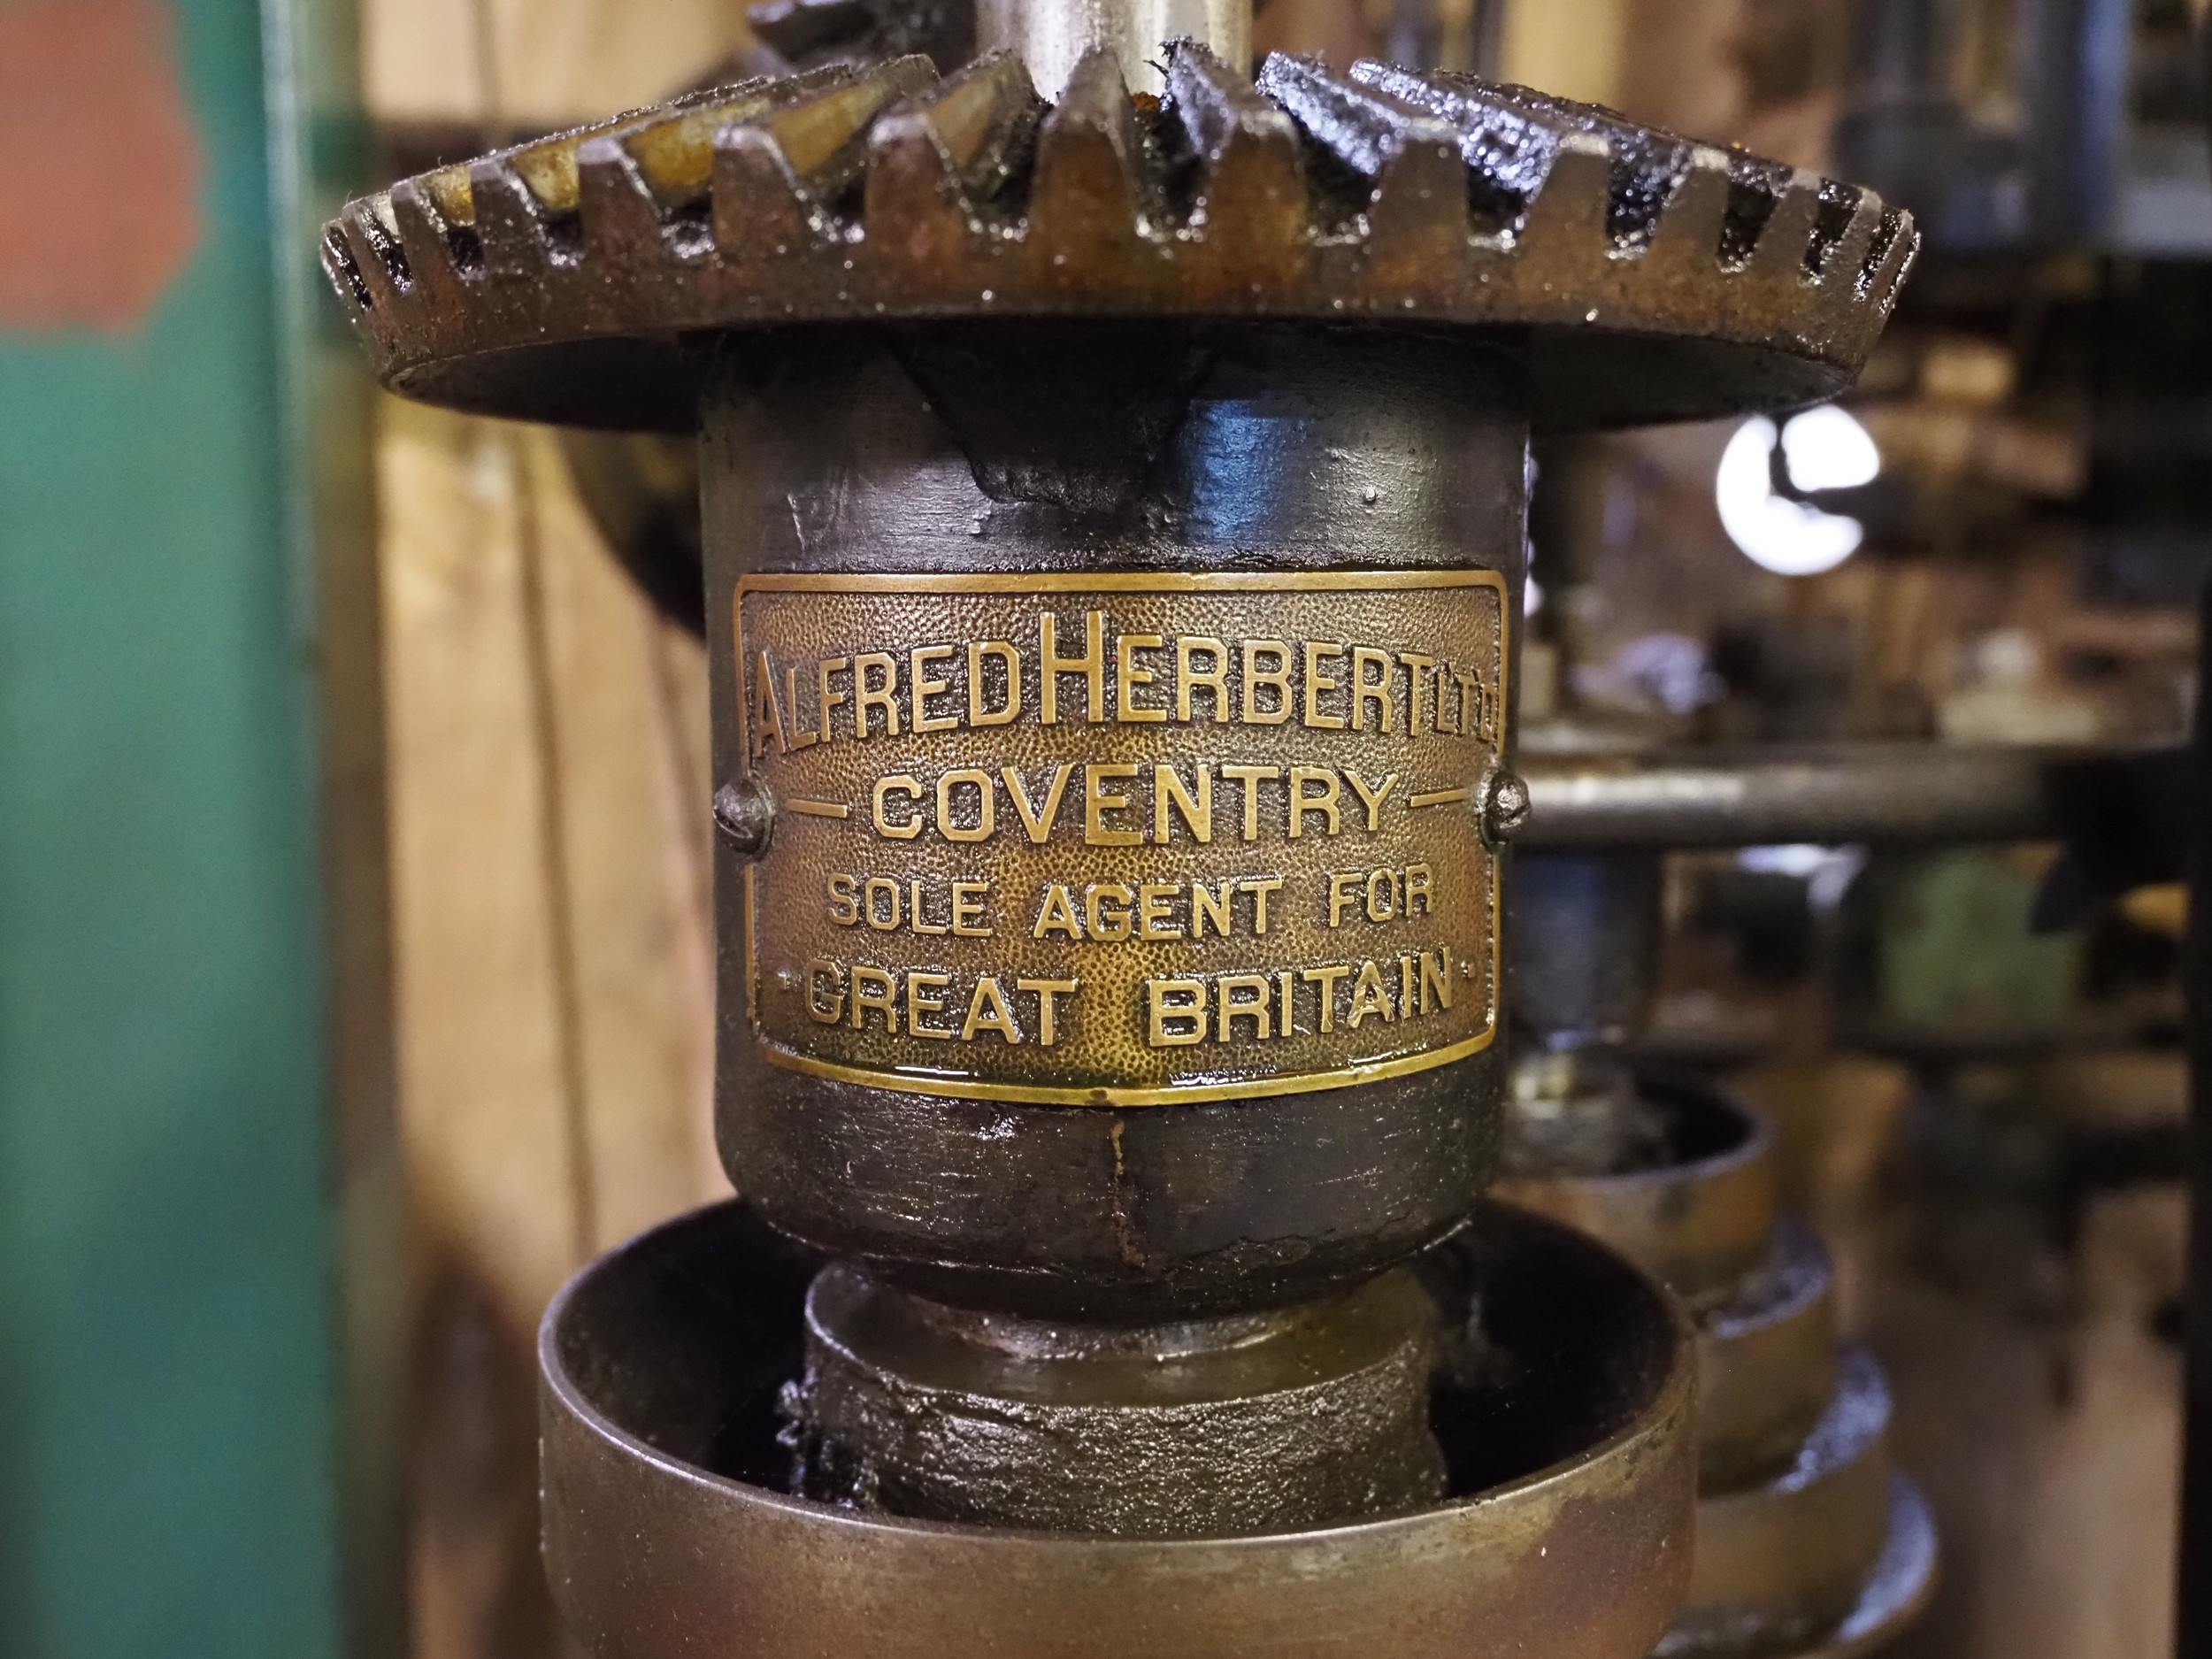 ALFRED HERBERT LTD
— COVENTRY —
SOLE AGENT FOR
· GREAT BRITAIN ·